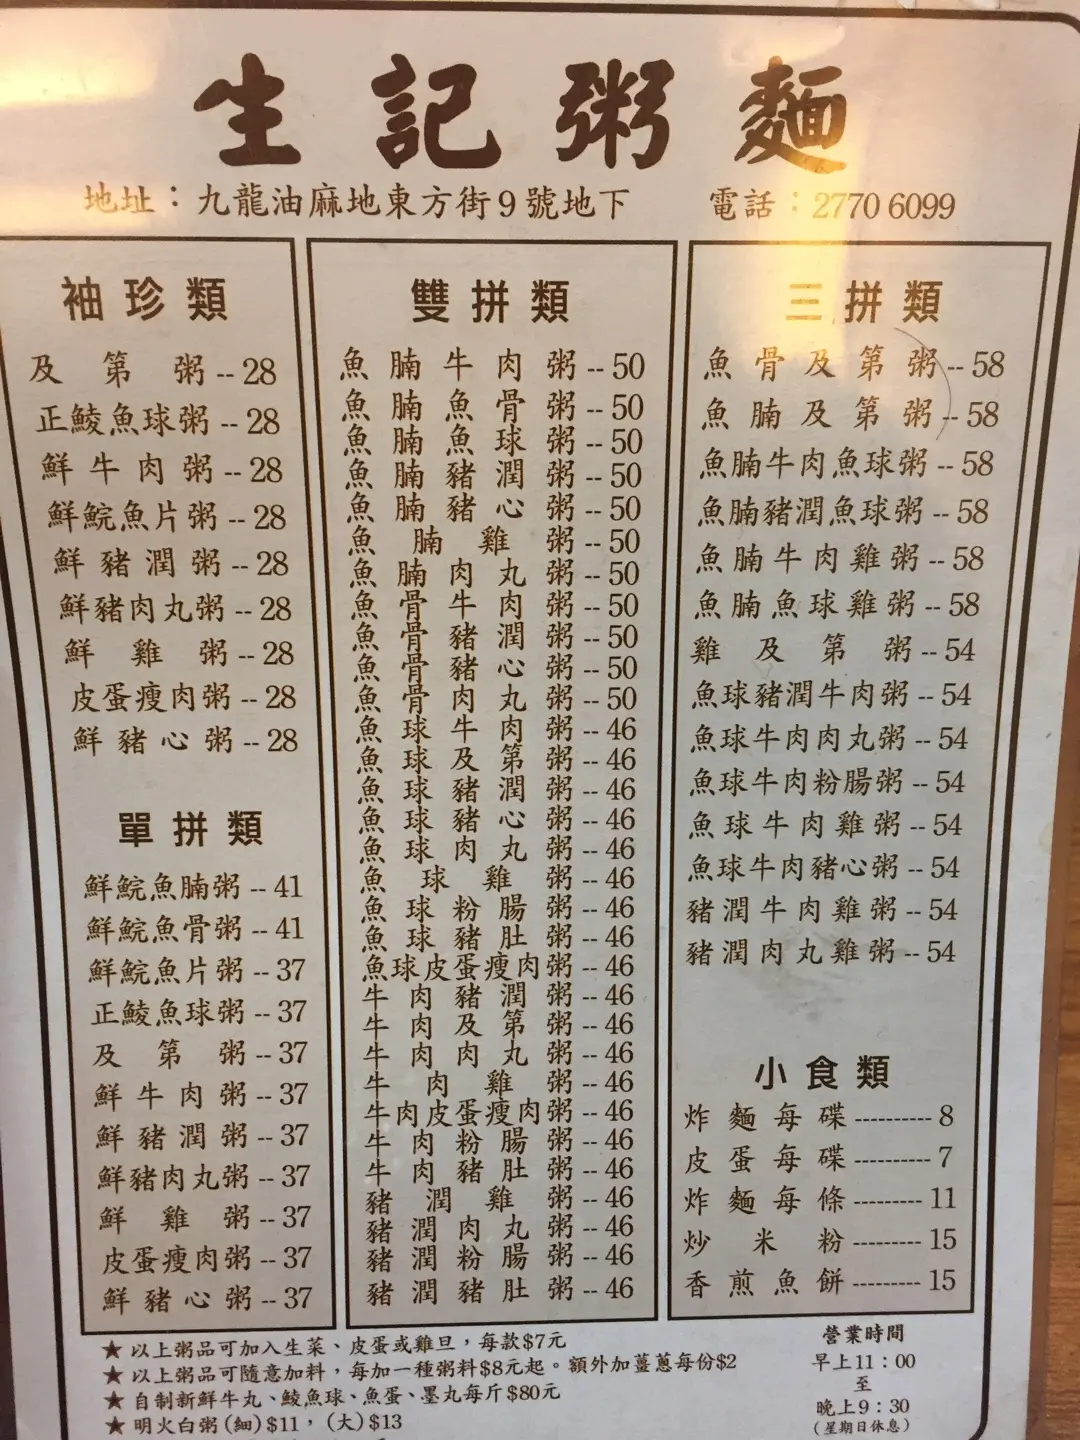 生記粥麵
地址：九龍油麻地東方街9號地下 電話：2770 6099
袖珍類
及第粥--28
正鯪魚球粥--28
鮮牛肉粥--28
鮮鯇魚片粥--28
鮮豬潤粥--28
鮮豬肉丸粥--28
鮮雞粥--28
皮蛋瘦肉粥--28
鮮豬心粥--28
單拼類
鮮鯇魚腩粥--41
鮮鯇魚骨粥--41
鮮鯇魚片粥--37
正鯪魚球粥--37
及第粥--37
鮮牛肉粥--37
鮮豬潤粥--37
鮮豬肉丸粥--37
鮮雞粥--37
皮蛋瘦肉粥--37
鮮豬心粥--37
雙拼類
魚腩牛肉粥--50
魚腩魚骨粥--50
魚腩魚球粥--50
魚腩豬潤粥--50
魚腩豬心粥--50
魚腩雞粥--50
魚腩肉丸粥--50
魚骨牛肉粥--50
魚骨豬潤粥--50
魚骨豬心粥--50
魚骨肉丸粥--50
魚球牛肉粥--46
魚球及第粥--46
魚球豬潤粥--46
魚球豬心粥--46
魚球肉丸粥--46
魚球雞粥--46
魚球粉腸粥--46
魚球豬肚粥--46
魚球皮蛋瘦肉粥--46
牛肉豬潤粥--46
牛肉及第粥--46
牛肉肉丸粥--46
牛肉雞粥--46
牛肉皮蛋瘦肉粥--46
牛肉粉腸粥--46
牛肉豬肚粥--46
豬潤雞粥--46
豬潤肉丸粥--46
豬潤粉腸粥--46
豬潤豬肚粥--46
三拼類
魚骨及第粥--58
魚腩及第粥--58
魚腩牛肉魚球粥--58
魚腩豬潤魚球粥--58
魚腩牛肉雞粥--58
魚腩魚球雞粥--58
雞及第粥--54
魚球豬潤牛肉粥--54
魚球牛肉肉丸粥--54
魚球牛肉粉腸粥--54
魚球牛肉雞粥--54
魚球牛肉豬心粥--54
豬潤牛肉雞粥--54
豬潤肉丸雞粥--54
小食類
炸麵每碟----------8
皮蛋每碟----------7
炸麵每條---------11
炒米粉---------15
香煎魚餅---------15
★以上粥品可加入生菜、皮蛋或雞旦，每款$7元
★以上粥品可隨意加料，每加一種粥料$8元起。額外加薑蔥每份$2
★自制新鮮牛丸、鯪魚球、魚蛋、墨丸每斤$80元
★明火白粥(細)$11，(大)$13
營業時間
早上11：00
至
晚上9：30
(星期日休息)